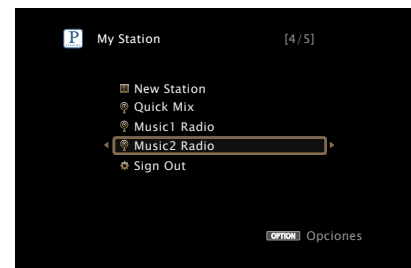 P My Station [4/5]
New Station
Quick Mix
Music1 Radio
Music2 Radio
Sign Out
OPTION Opciones